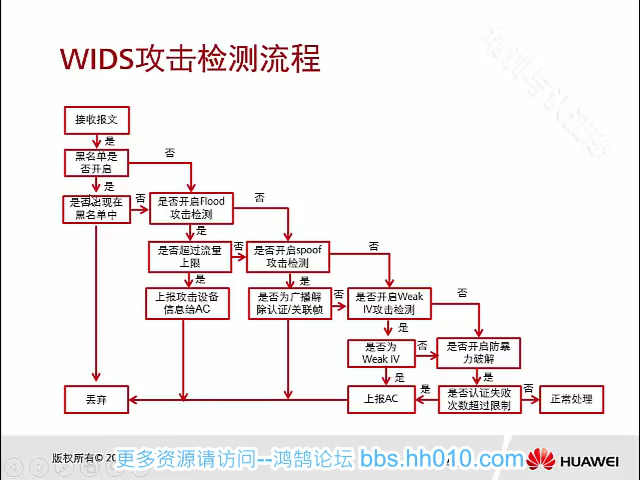 WIDS攻击检测流程
培训与认证部
接收报文
是
黑名单是
否开启
否
是
是否出现在
黑名单中
否
是否开启Flood
攻击检测
否
是
是否超过流量
上限
否
是否开启spoof
攻击检测
否
是
是
上报攻击设备
信息给AC
是否为广播解
除认证/关联帧
否
是否开启Weak
IV攻击检测
否
是
是否为
Weak IV
否
是否开启防暴
力破解
是
是
丢弃
上报AC
是
是否认证失败
次数超过限制
否
正常处理
版权所有© 20
更多资源请访问--鸿鹄论坛 bbs.hh010.com
HUAWEI